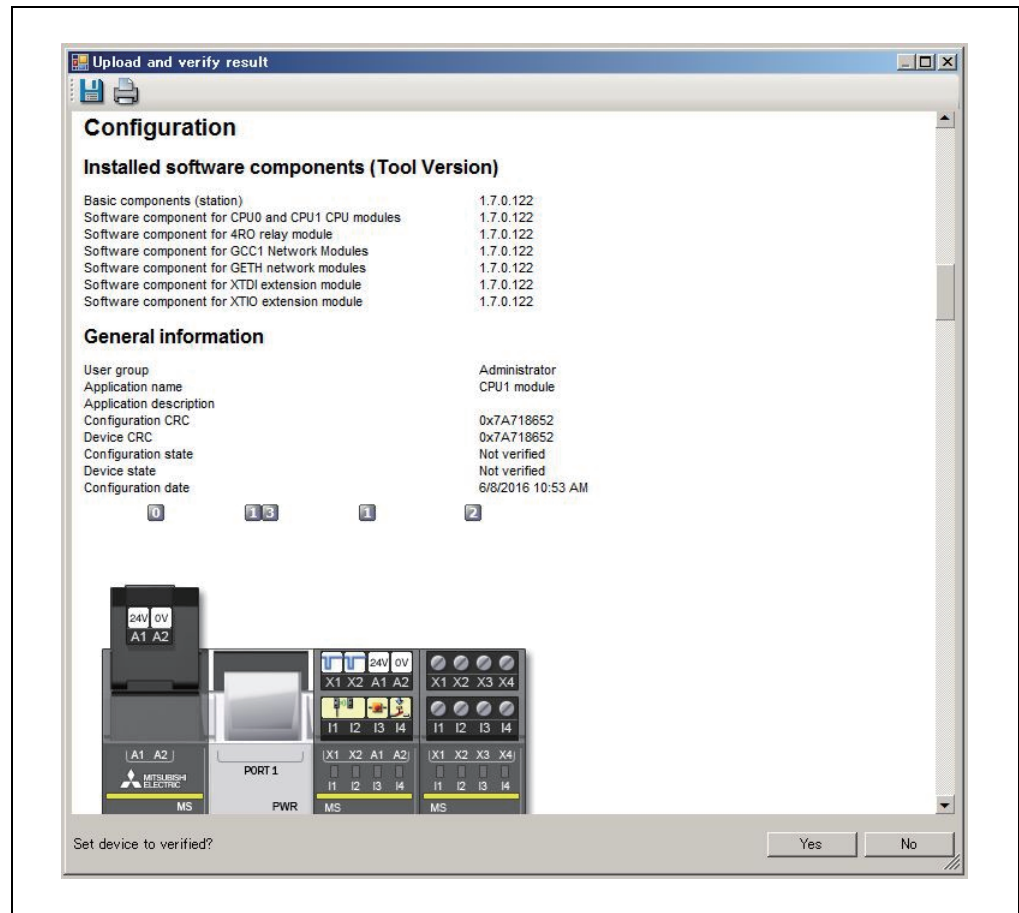 Upload and verify result
Configuration
Installed software components (Tool Version)
Basic components (station) 1.7.0.122
Software component for CPU0 and CPU1 CPU modules 1.7.0.122
Software component for 4RO relay module 1.7.0.122
Software component for GCC1 Network Modules 1.7.0.122
Software component for GETH network modules 1.7.0.122
Software component for XTDI extension module 1.7.0.122
Software component for XTIO extension module 1.7.0.122
General information
User group Administrator
Application name CPU1 module
Application description
Configuration CRC 0x7A718652
Device CRC 0x7A718652
Configuration state Not verified
Device state Not verified
Configuration date 6/8/2016 10:53 AM
0 1 3 1 2
24V 0V
A1 A2
24V 0V
X1 X2 A1 A2 X1 X2 X3 X4
I1 I2 I3 I4 I1 I2 I3 I4
A1 A2 X1 X2 A1 A2 X1 X2 X3 X4
PORT 1
MITSUBISHI ELECTRIC
I1 I2 I3 I4 I1 I2 I3 I4
MS PWR MS MS
Set device to verified? Yes No